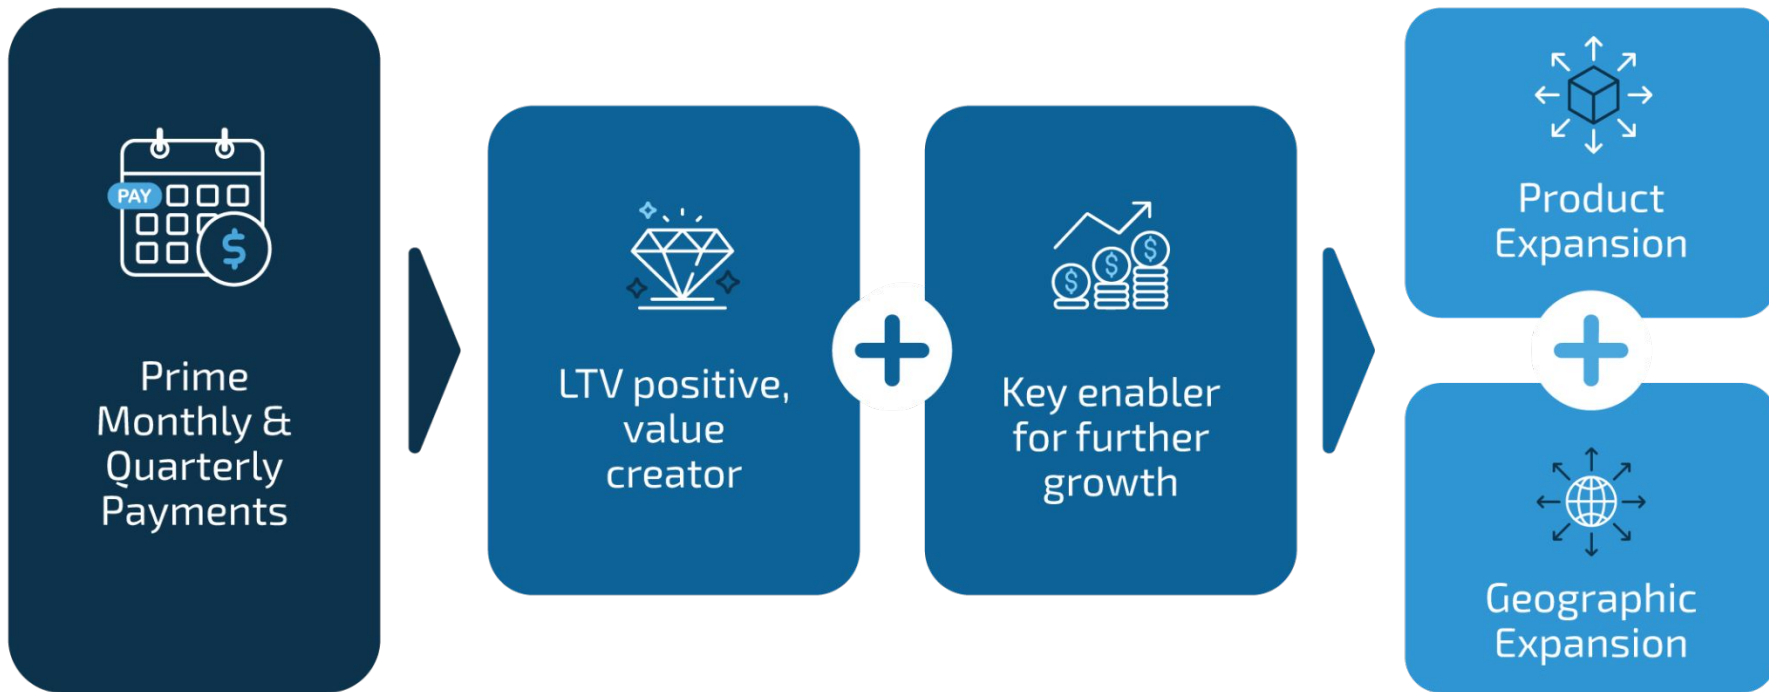 PAY
$
Prime
Monthly &
Quarterly
Payments
LTV positive,
value
creator
$ $ $
Key enabler
for further
growth
Product
Expansion
Geographic
Expansion